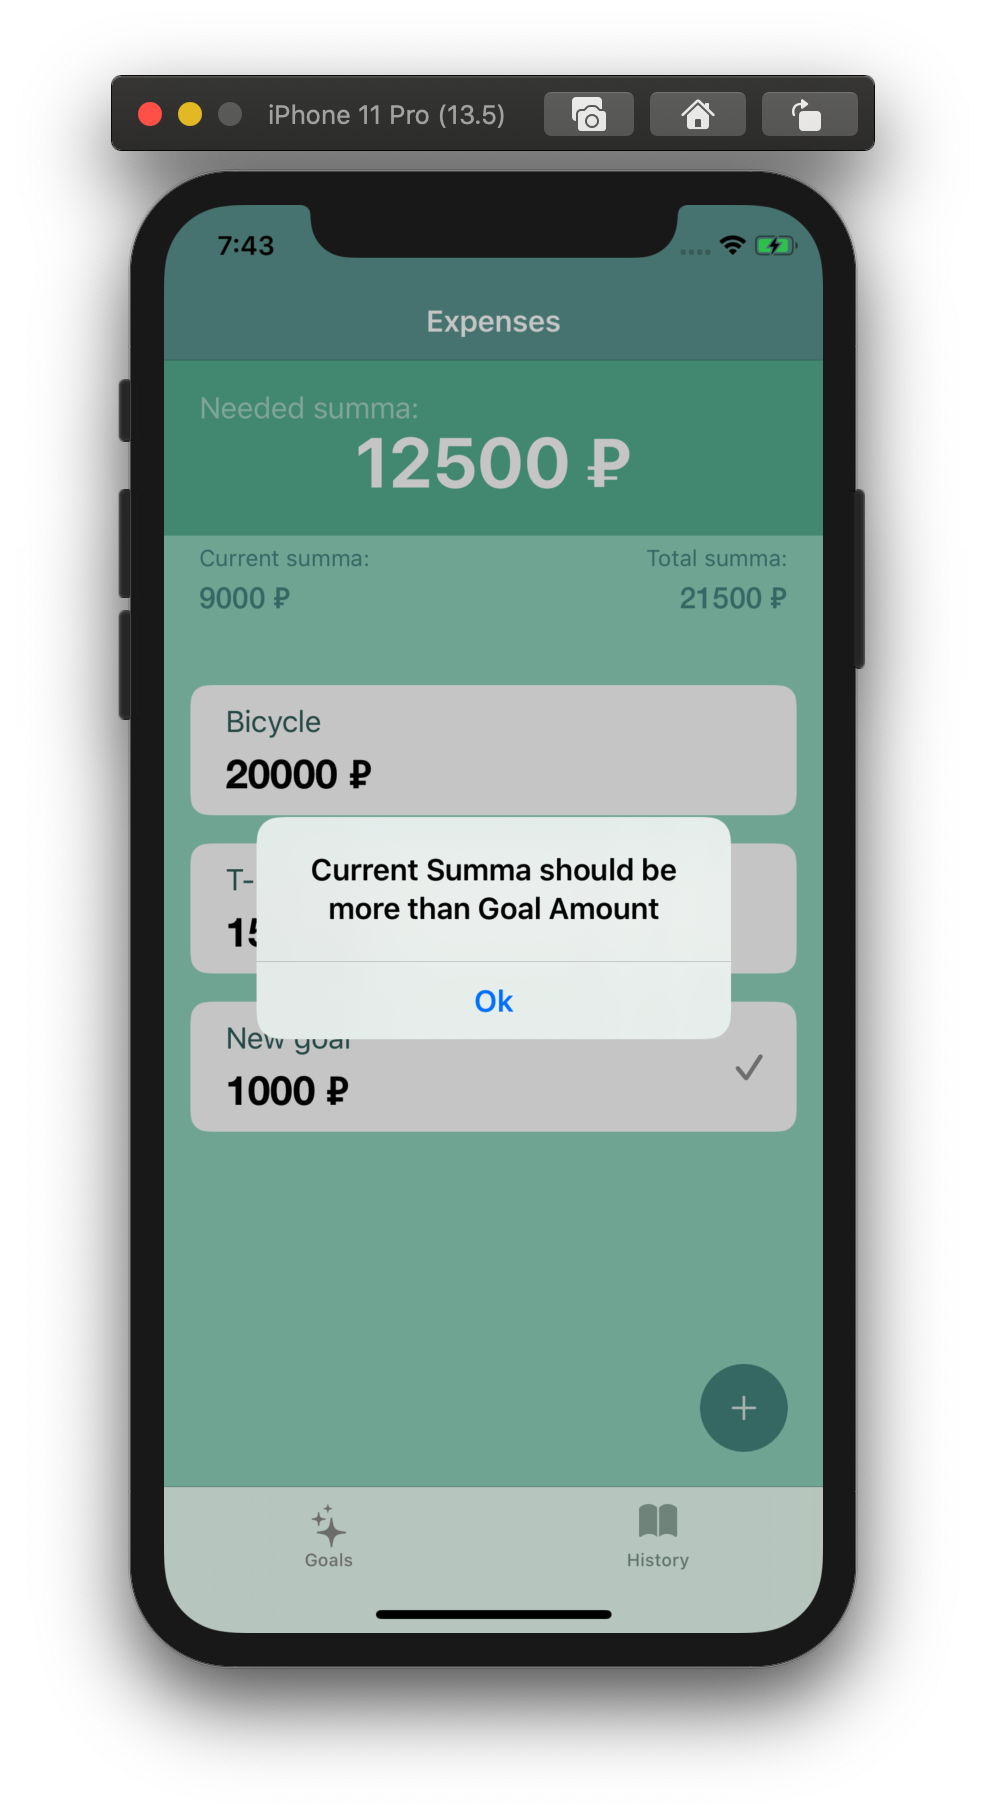 iPhone 11 Pro (13.5)
7:43
Expenses
Needed summa:
12500 ₽
Current summa:
Total summa:
9000 ₽
21500 ₽
Bicycle
20000 ₽
Current Summa should be
more than Goal Amount
Ok
New goal
1000 ₽
Goals
History